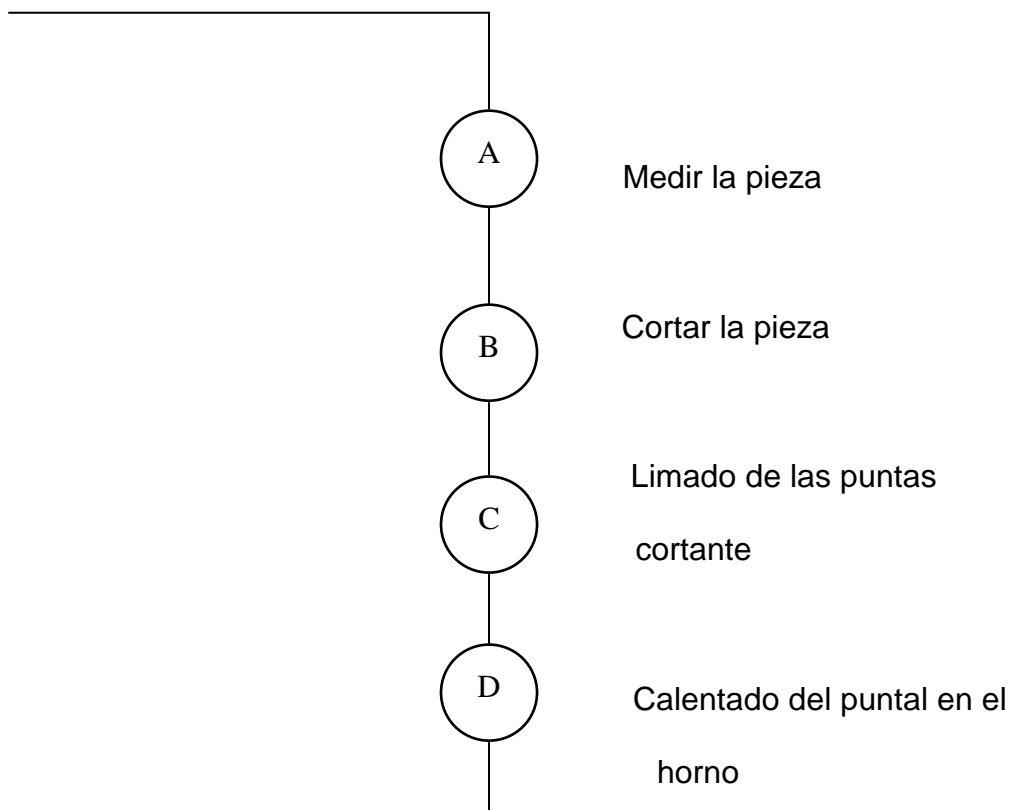 A
Medir la pieza
B
Cortar la pieza
C
Limado de las puntas
cortante
D
Calentado del puntal en el
horno